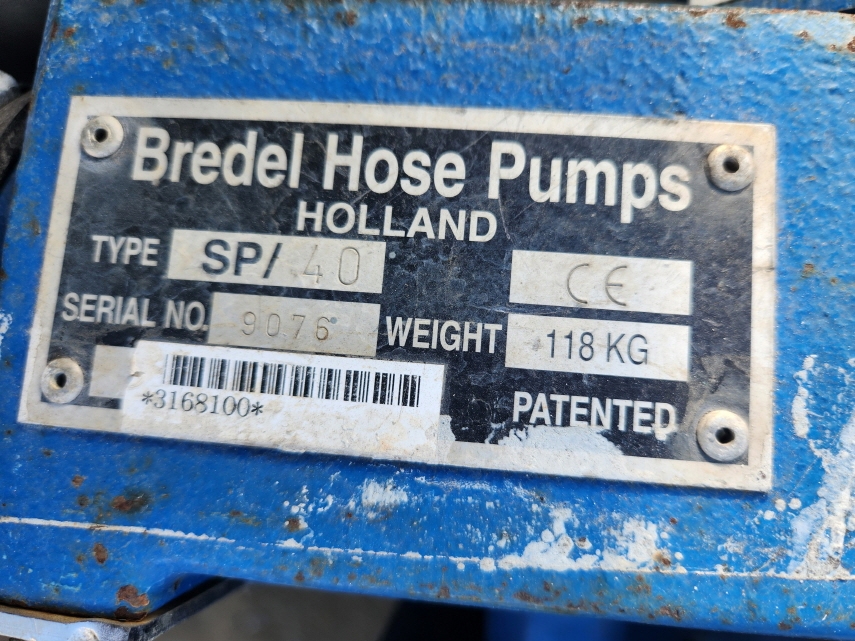 Bredel Hose Pumps
HOLLAND
TYPE SP/ 40 CE
SERIAL NO. 9076 WEIGHT 118 KG
*3168100*
PATENTED